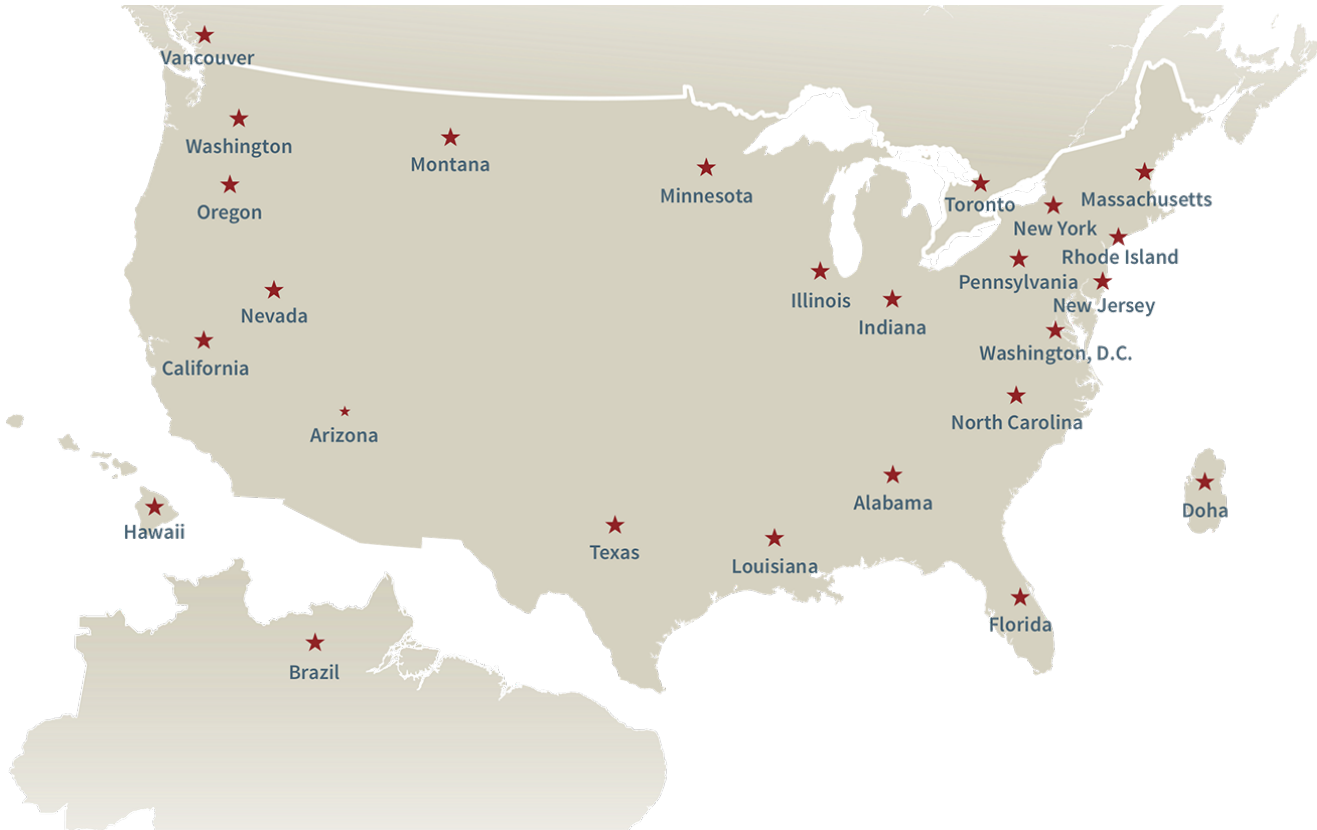 Vancouver
Washington
Montana
Minnesota
Oregon
Toronto
Massachusetts
New York
Rhode Island
Pennsylvania
New Jersey
Illinois
Indiana
Nevada
Washington, D.C.
California
North Carolina
Arizona
Alabama
Doha
Hawaii
Texas
Louisiana
Florida
Brazil